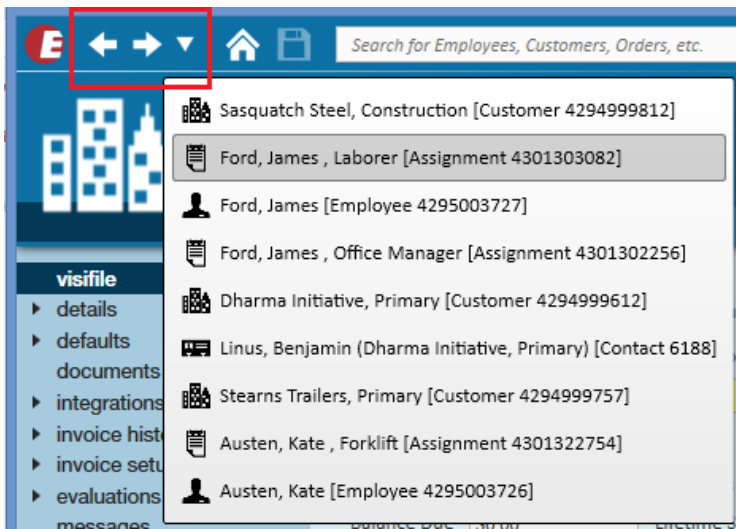 E
Search for Employees, Customers, Orders, etc.
Sasquatch Steel, Construction [Customer 4294999812]
Ford, James , Laborer [Assignment 4301303082]
Ford, James [Employee 4295003727]
Ford, James , Office Manager [Assignment 4301302256]
Dharma Initiative, Primary [Customer 4294999612]
Linus, Benjamin (Dharma Initiative, Primary) [Contact 6188]
Stearns Trailers, Primary [Customer 4294999757]
Austen, Kate , Forklift [Assignment 4301322754]
Austen, Kate [Employee 4295003726]
visifile
details
defaults
documents
integrations
invoice
invoice
evaluations
messages